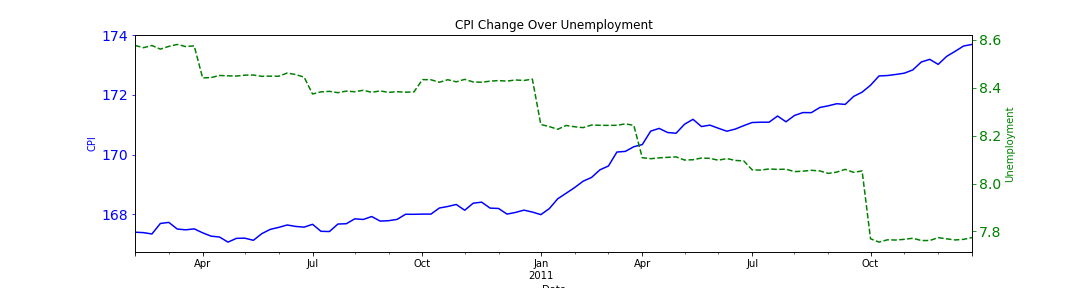 CPI Change Over Unemployment
174
172
170
168
CPI
8.6
8.4
8.2
8.0
7.8
Unemployment
Apr
Jul
Oct
Jan
2011
Apr
Jul
Oct